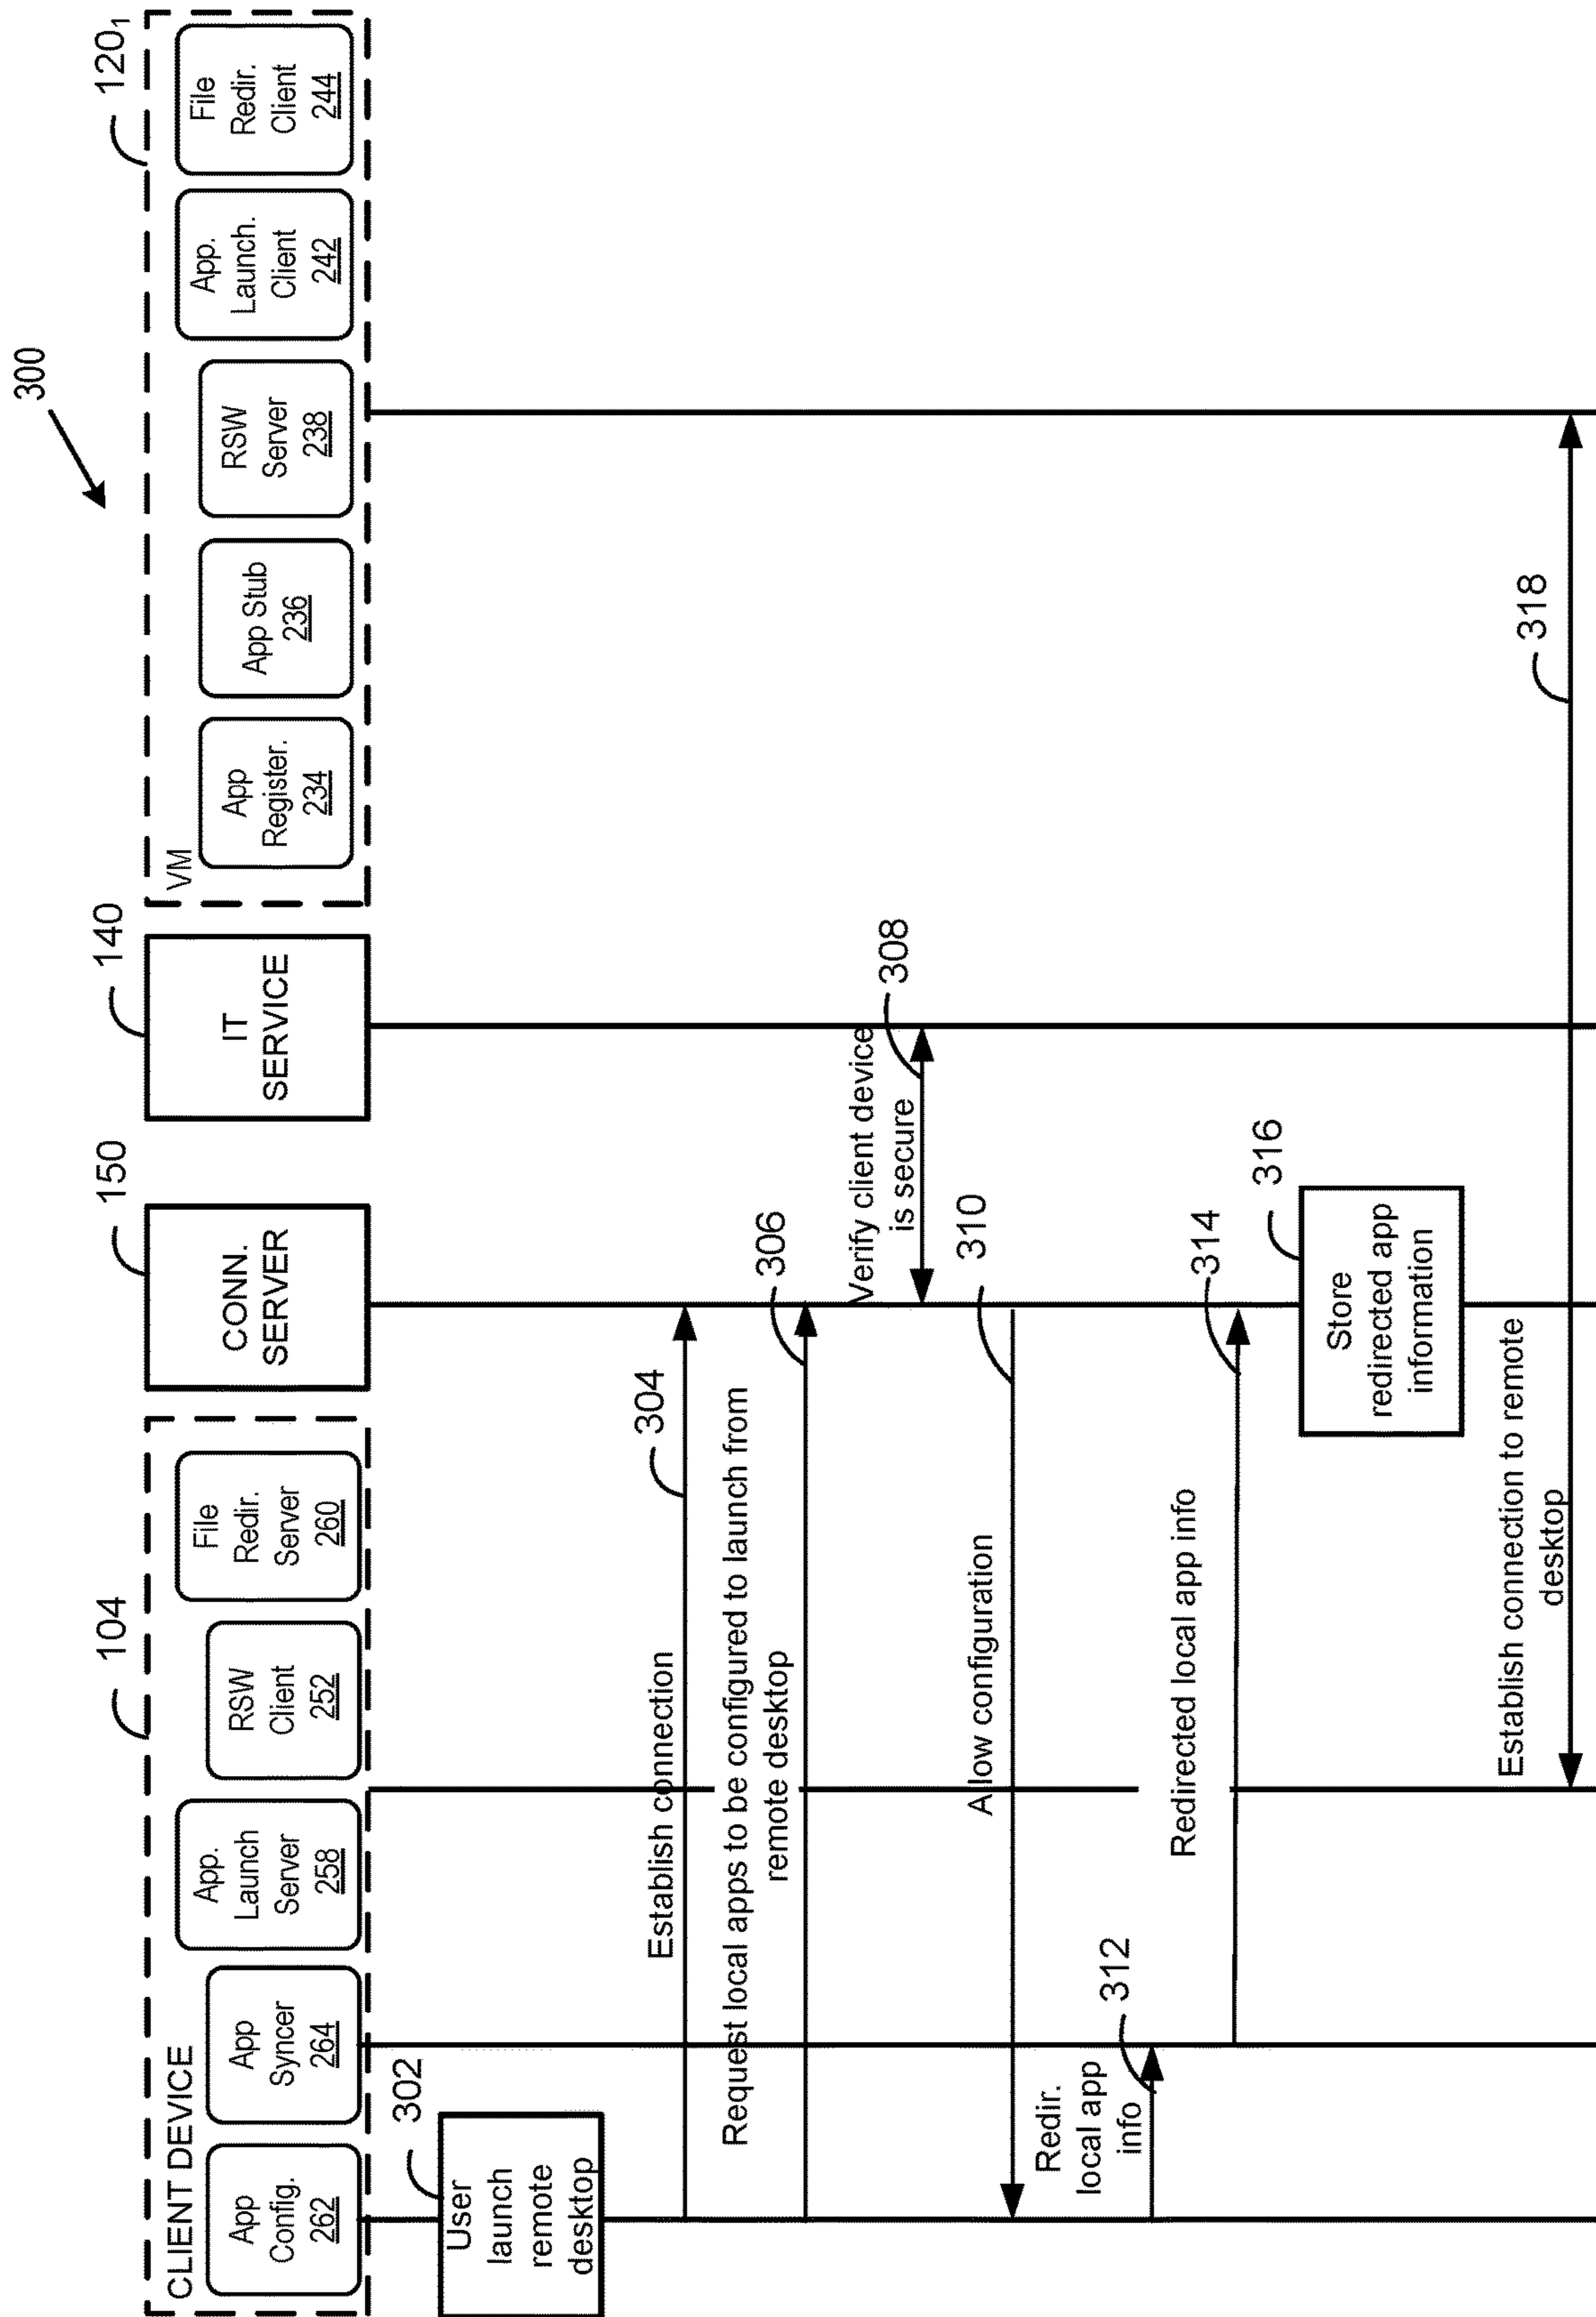 300
104
150
140
120₁
CLIENT DEVICE
App
Config.
262
App
Syncer
264
App.
Launch
Server
258
RSW
Client
252
File
Redir.
Server
260
CONN.
SERVER
IT
SERVICE
VM
App
Register.
234
App Stub
236
RSW
Server
238
App.
Launch.
Client
242
File
Redir.
Client
244
302
User
launch
remote
desktop
Establish connection
304
Request local apps to be configured to launch from
remote desktop
306
Verify client device
is secure
308
Allow configuration
310
Redir.
local app
info
312
Redirected local app info
314
316
Store
redirected app
information
Establish connection to remote
desktop
318